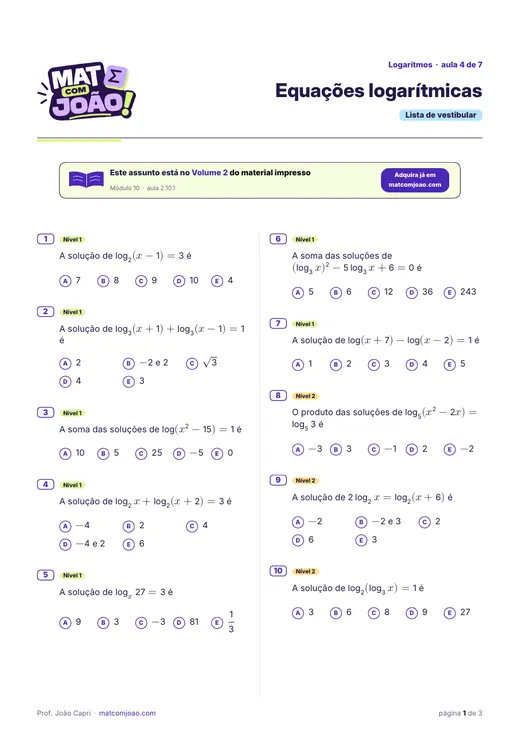 MAT Σ
COM
JOÃO!
Logaritmos · aula 4 de 7
Equações logarítmicas
Lista de vestibular
Este assunto está no Volume 2 do material impresso
Módulo 10 · aula 2.10.1
Adquira já em
matcomjoao.com
1 Nível 1
A solução de log₂(x − 1) = 3 é
A 7 B 8 C 9 D 10 E 4
2 Nível 1
A solução de log₃(x + 1) + log₃(x − 1) = 1
é
A 2 B −2 e 2 C √3
D 4 E 3
3 Nível 1
A soma das soluções de log(x² − 15) = 1 é
A 10 B 5 C 25 D −5 E 0
4 Nível 1
A solução de log₂ x + log₂(x + 2) = 3 é
A −4 B 2 C 4
D −4 e 2 E 6
5 Nível 1
A solução de logₓ 27 = 3 é
A 9 B 3 C −3 D 81 E 1/3
6 Nível 1
A soma das soluções de
(log₃ x)² − 5 log₃ x + 6 = 0 é
A 5 B 6 C 12 D 36 E 243
7 Nível 1
A solução de log(x + 7) − log(x − 2) = 1 é
A 1 B 2 C 3 D 4 E 5
8 Nível 2
O produto das soluções de log₅(x² − 2x) =
log₅ 3 é
A −3 B 3 C −1 D 2 E −2
9 Nível 2
A solução de 2 log₂ x = log₂(x + 6) é
A −2 B −2 e 3 C 2
D 6 E 3
10 Nível 2
A solução de log₂(log₃ x) = 1 é
A 3 B 6 C 8 D 9 E 27
Prof. João Capri · matcomjoao.com
página 1 de 3